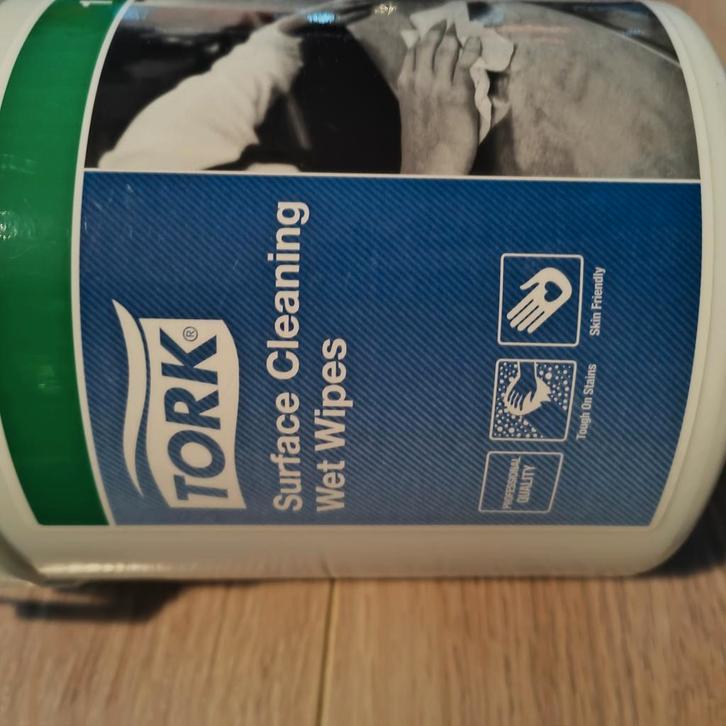 TORK®
Surface Cleaning
Wet Wipes
PROFESSIONAL
QUALITY
Tough On Stains
Skin Friendly